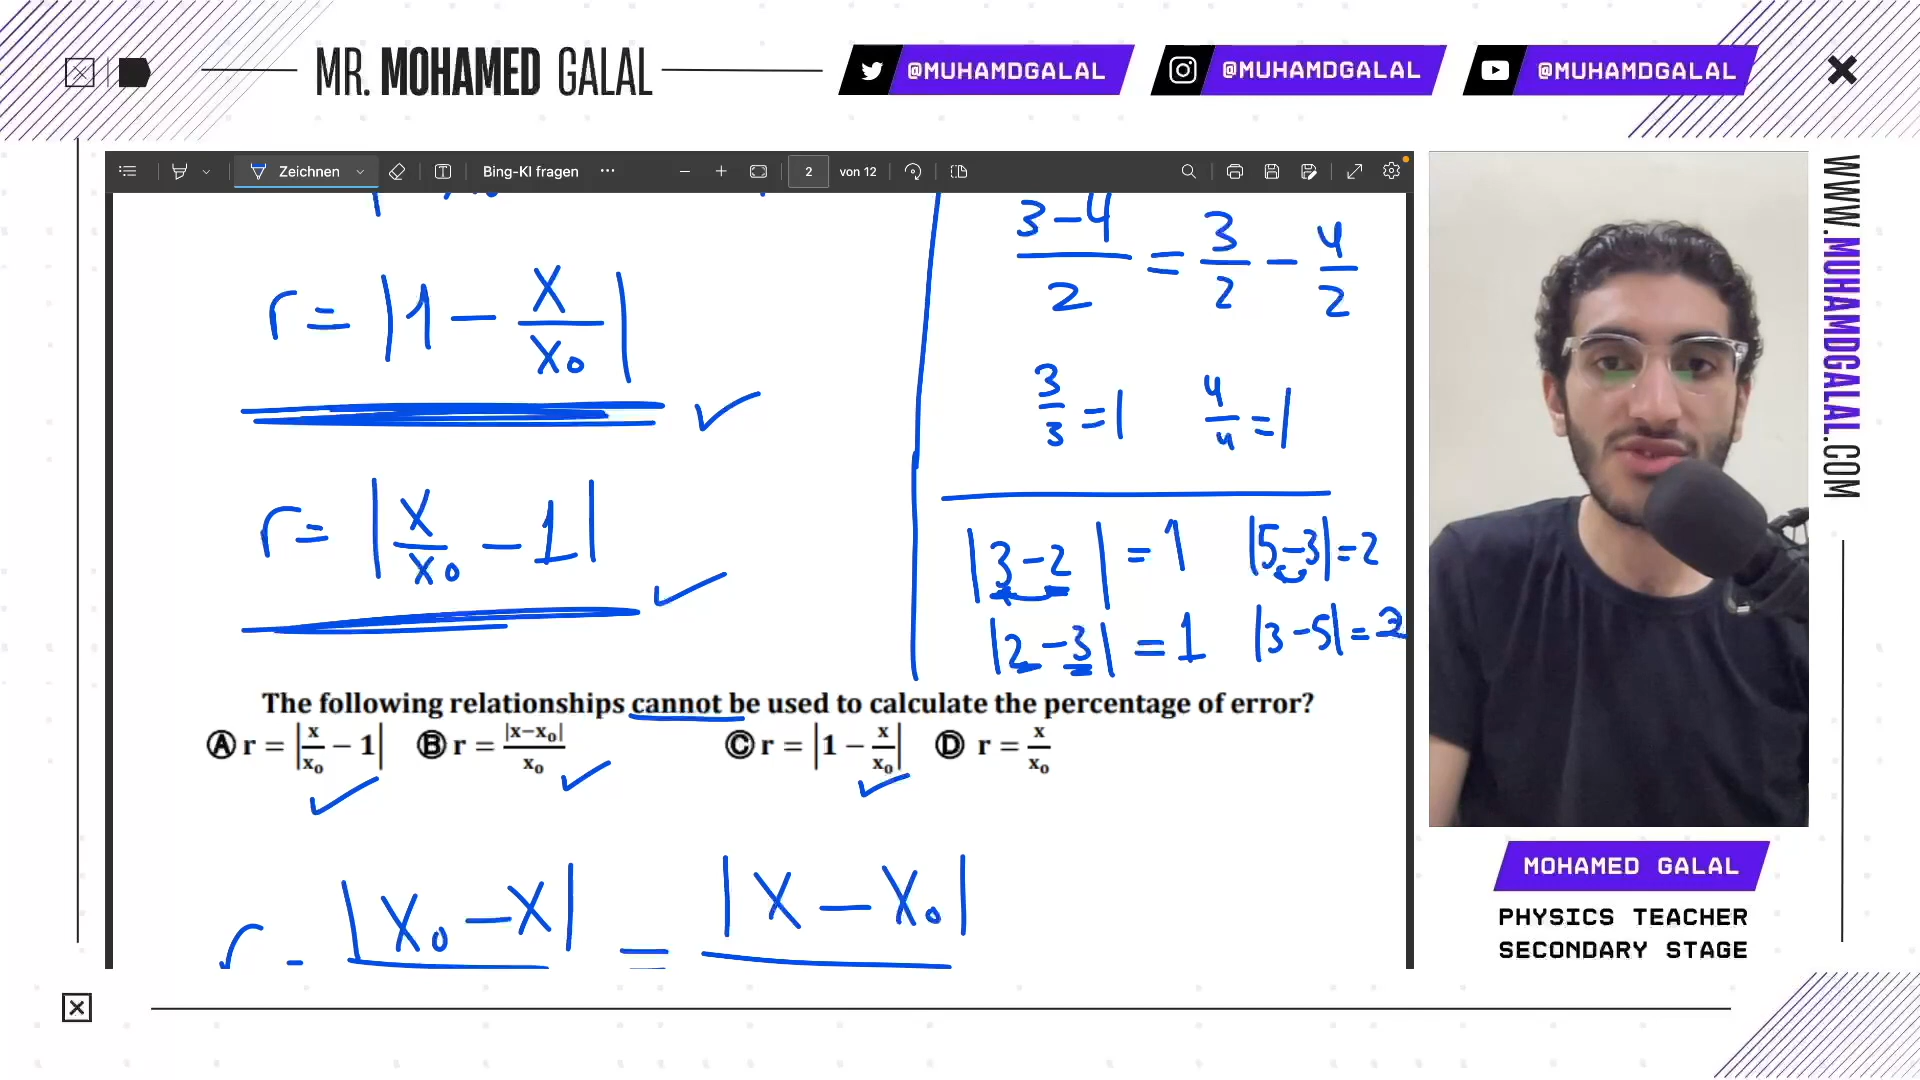 MR. MOHAMED GALAL
@MUHAMDGALAL
@MUHAMDGALAL
@MUHAMDGALAL
Zeichnen
Bing-KI fragen
2 von 12
r = |1 - x/x₀|
r = |x/x₀ - 1|
(3-4)/2 = 3/2 - 4/2
3/3 = 1 4/4 = 1
|3-2| = 1 |5-3| = 2
|2-3| = 1 |3-5| = 2
The following relationships cannot be used to calculate the percentage of error?
Ⓐ r = |x/x₀ − 1| Ⓑ r = |x−x₀|/x₀ Ⓒ r = |1 − x/x₀| Ⓓ r = x/x₀
r = |x₀ - x| = |x - x₀|
WWW.MUHAMDGALAL.COM
MOHAMED GALAL
PHYSICS TEACHER
SECONDARY STAGE